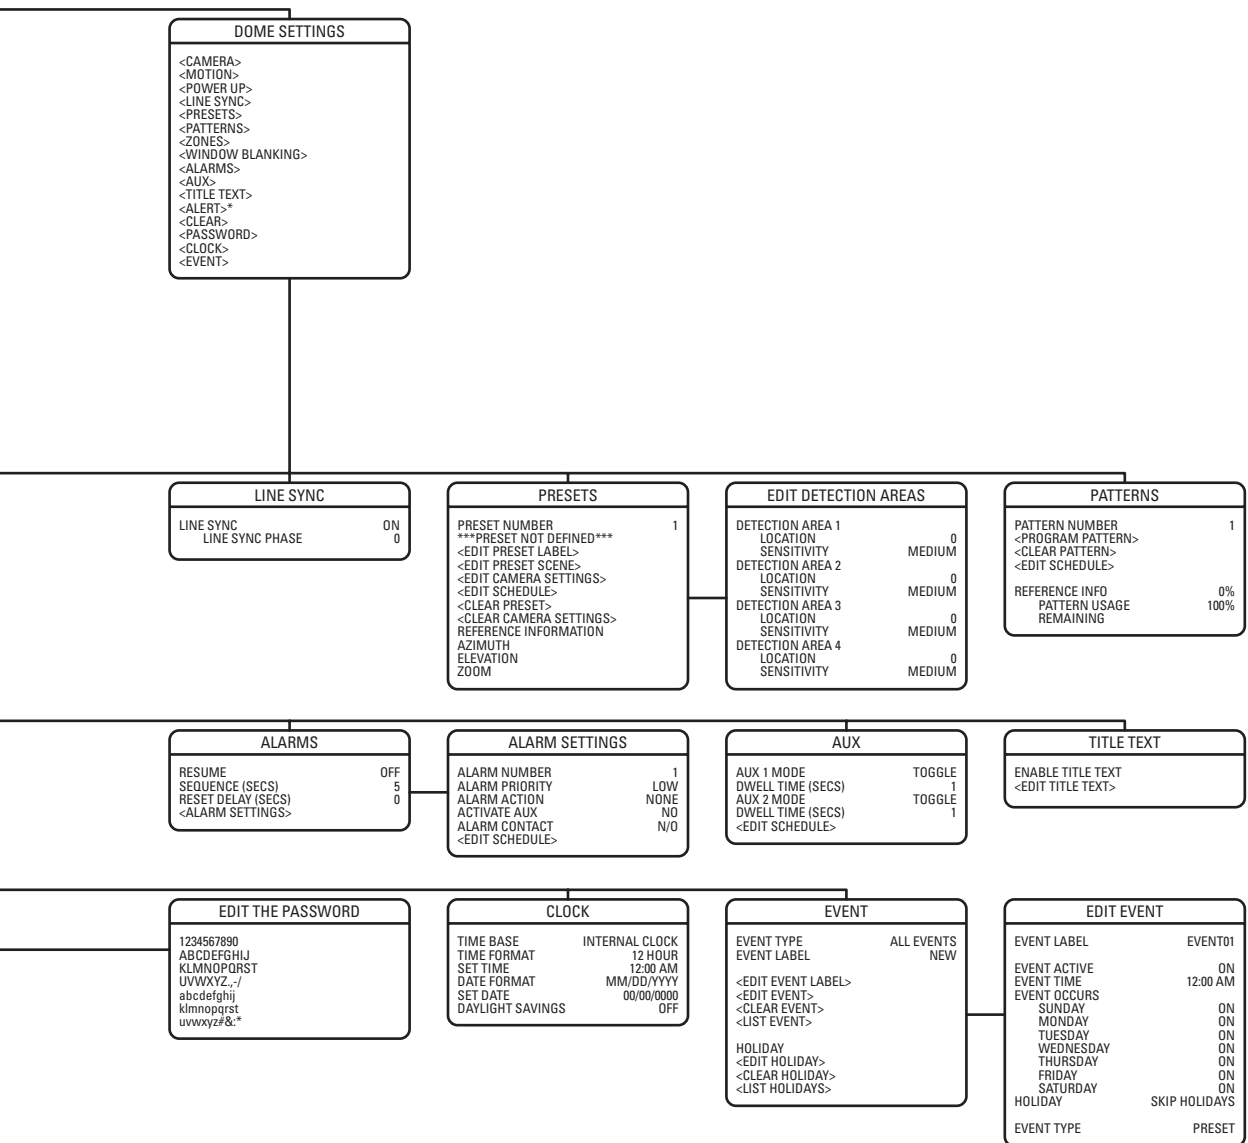 DOME SETTINGS
<CAMERA>
<MOTION>
<POWER UP>
<LINE SYNC>
<PRESETS>
<PATTERNS>
<ZONES>
<WINDOW BLANKING>
<ALARMS>
<AUX>
<TITLE TEXT>
<ALERT>*
<CLEAR>
<PASSWORD>
<CLOCK>
<EVENT>
LINE SYNC
LINE SYNC ON
LINE SYNC PHASE 0
PRESETS
PRESET NUMBER 1
***PRESET NOT DEFINED***
<EDIT PRESET LABEL>
<EDIT PRESET SCENE>
<EDIT CAMERA SETTINGS>
<EDIT SCHEDULE>
<CLEAR PRESET>
<CLEAR CAMERA SETTINGS>
REFERENCE INFORMATION
AZIMUTH
ELEVATION
ZOOM
EDIT DETECTION AREAS
DETECTION AREA 1
LOCATION 0
SENSITIVITY MEDIUM
DETECTION AREA 2
LOCATION 0
SENSITIVITY MEDIUM
DETECTION AREA 3
LOCATION 0
SENSITIVITY MEDIUM
DETECTION AREA 4
LOCATION 0
SENSITIVITY MEDIUM
PATTERNS
PATTERN NUMBER 1
<PROGRAM PATTERN>
<CLEAR PATTERN>
<EDIT SCHEDULE>
REFERENCE INFO 0%
PATTERN USAGE 100%
REMAINING
ALARMS
RESUME OFF
SEQUENCE (SECS) 5
RESET DELAY (SECS) 0
<ALARM SETTINGS>
ALARM SETTINGS
ALARM NUMBER 1
ALARM PRIORITY LOW
ALARM ACTION NONE
ACTIVATE AUX NO
ALARM CONTACT N/O
<EDIT SCHEDULE>
AUX
AUX 1 MODE TOGGLE
DWELL TIME (SECS) 1
AUX 2 MODE TOGGLE
DWELL TIME (SECS) 1
<EDIT SCHEDULE>
TITLE TEXT
ENABLE TITLE TEXT
<EDIT TITLE TEXT>
EDIT THE PASSWORD
1234567890
ABCDEFGHIJ
KLMNOPQRST
UVWXYZ.,-/
abcdefghij
klmnopqrst
uvwxyz#&:*
CLOCK
TIME BASE INTERNAL CLOCK
TIME FORMAT 12 HOUR
SET TIME 12:00 AM
DATE FORMAT MM/DD/YYYY
SET DATE 00/00/0000
DAYLIGHT SAVINGS OFF
EVENT
EVENT TYPE ALL EVENTS
EVENT LABEL NEW
<EDIT EVENT LABEL>
<EDIT EVENT>
<CLEAR EVENT>
<LIST EVENT>
HOLIDAY
<EDIT HOLIDAY>
<CLEAR HOLIDAY>
<LIST HOLIDAYS>
EDIT EVENT
EVENT LABEL EVENT01
EVENT ACTIVE ON
EVENT TIME 12:00 AM
EVENT OCCURS
SUNDAY ON
MONDAY ON
TUESDAY ON
WEDNESDAY ON
THURSDAY ON
FRIDAY ON
SATURDAY ON
HOLIDAY SKIP HOLIDAYS
EVENT TYPE PRESET